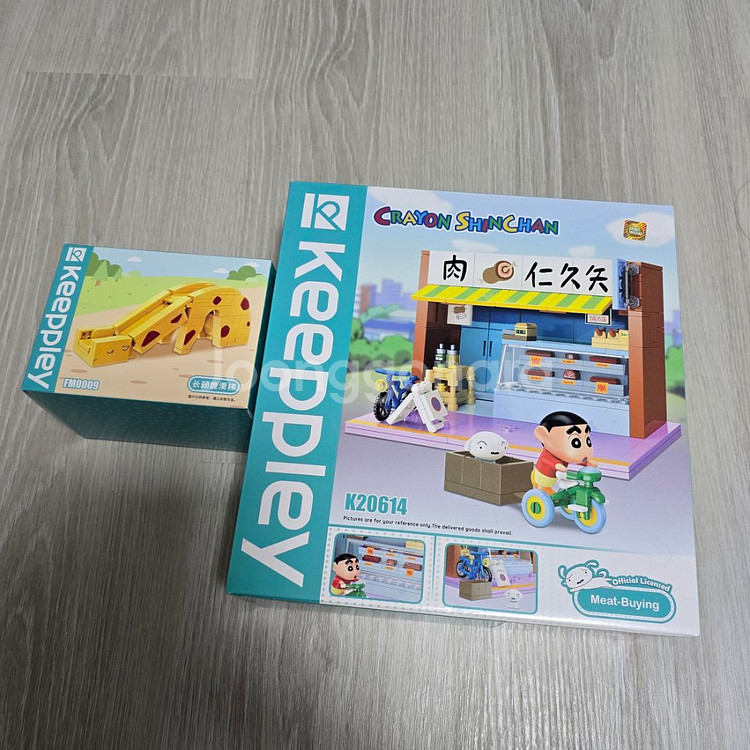 Keeppley
FM0009
长颈鹿滑梯
Keeppley
CRAYON SHINCHAN
肉 仁久矢
K20614
Pictures are for your reference only.The delivered goods shall prevail.
Official Licensed
Meat-Buying
joonggonara